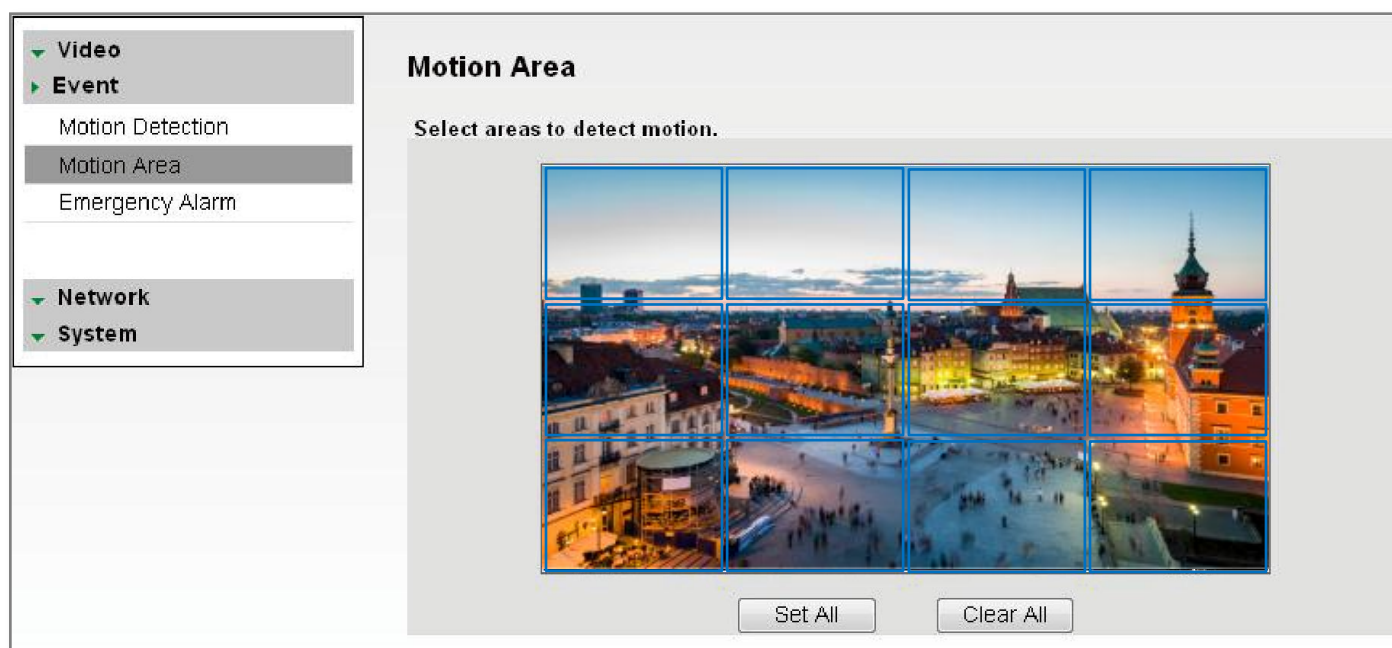 Video
Event
Motion Detection
Motion Area
Emergency Alarm
Network
System
Motion Area
Select areas to detect motion.
Set All
Clear All